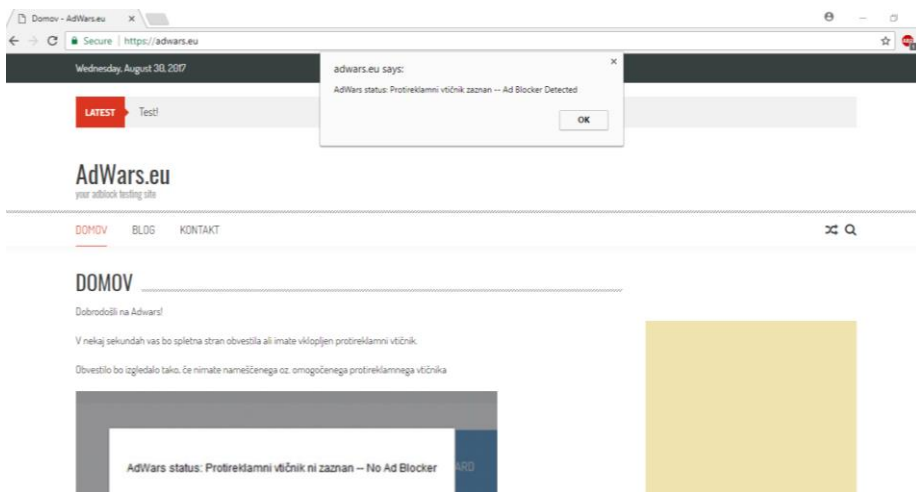 Domov - AdWars.eu
Secure | https://adwars.eu
Wednesday, August 30, 2017
adwars.eu says:
AdWars status: Protireklamni vtičnik zaznan -- Ad Blocker Detected
OK
LATEST
Test!
AdWars.eu
your adblock testing site
DOMOV BLOG KONTAKT
DOMOV
Dobrodošli na Adwars!
V nekaj sekundah vas bo spletna stran obvestila ali imate vklopljen protireklamni vtičnik.
Obvestilo bo izgledalo tako, če nimate nameščenega oz. omogočenega protireklamnega vtičnika
AdWars status: Protireklamni vtičnik ni zaznan -- No Ad Blocker
ARD